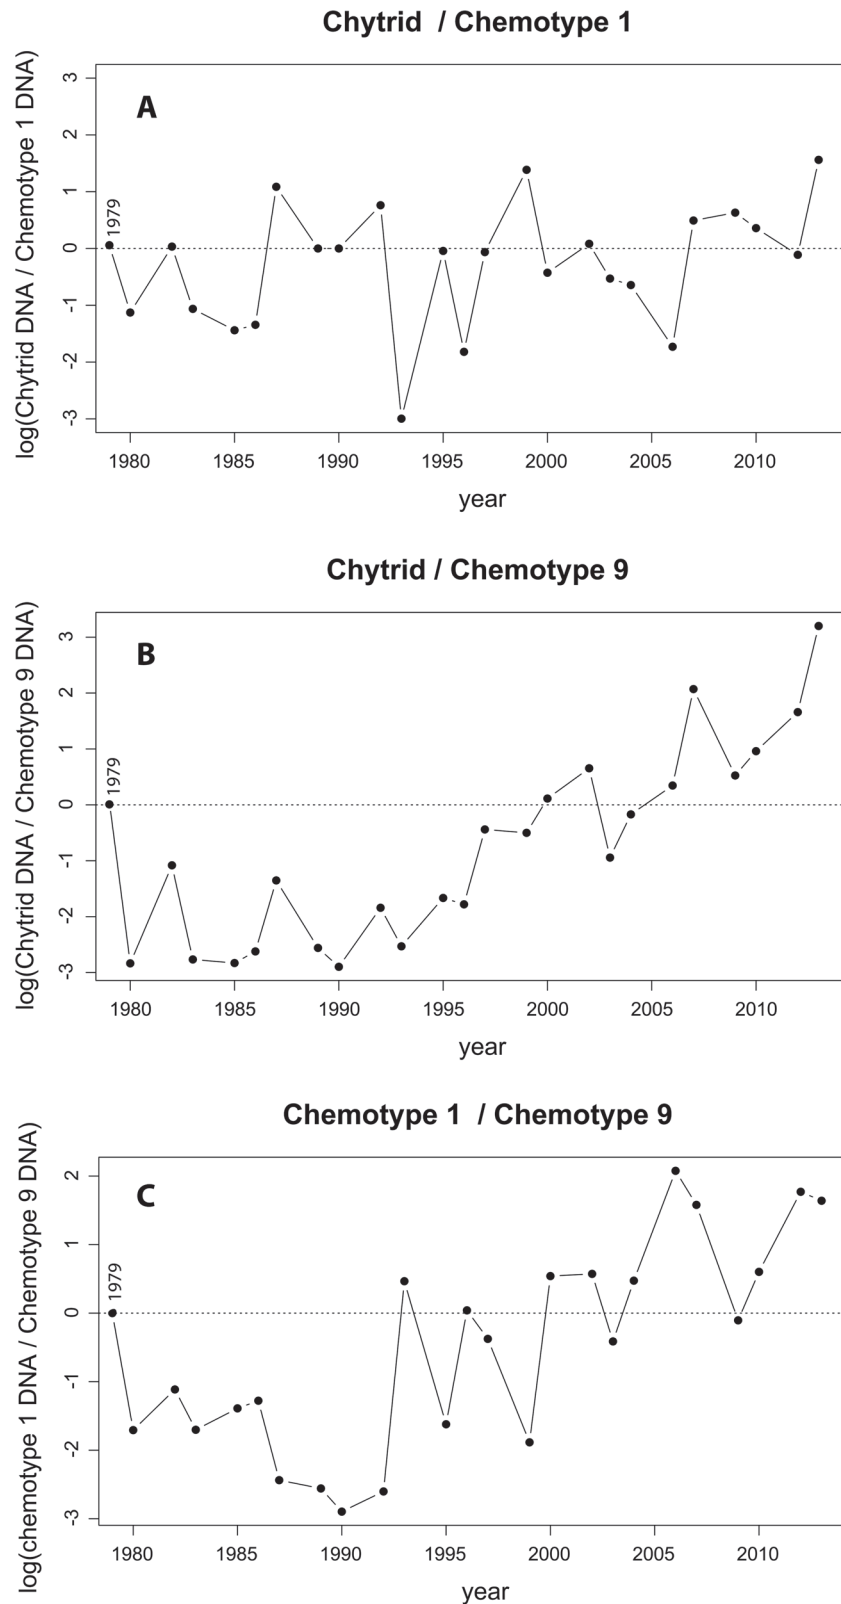 Chytrid / Chemotype 1
log(Chytrid DNA / Chemotype 1 DNA)
3
2
1
0
-1
-2
-3
A
1979
1980 1985 1990 1995 2000 2005 2010
year
Chytrid / Chemotype 9
log(Chytrid DNA / Chemotype 9 DNA)
3
2
1
0
-1
-2
-3
B
1979
1980 1985 1990 1995 2000 2005 2010
year
Chemotype 1 / Chemotype 9
log(chemotype 1 DNA / Chemotype 9 DNA)
2
1
0
-1
-2
-3
C
1979
1980 1985 1990 1995 2000 2005 2010
year